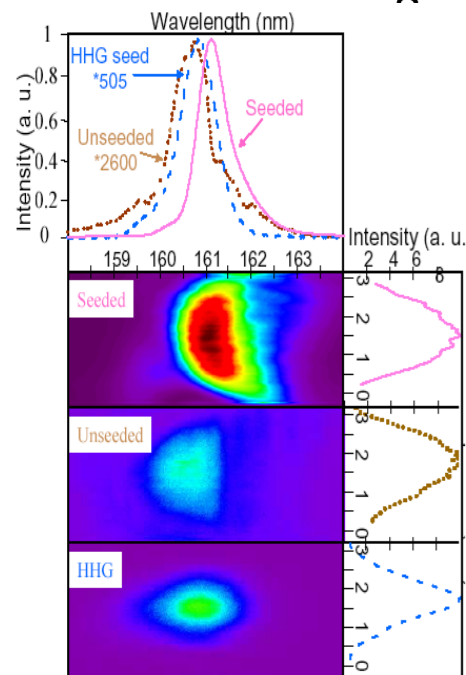 Wavelength (nm)
Intensity (a. u.)
1
.8
.6
0.4
0.2
0
HHG seed
*505
Unseeded
*2600
Seeded
159 160 161 162 163
Intensity (a. u.
2 4 6 8
Seeded
3
2
1
0
Unseeded
3
2
1
0
HHG
3
2
1
0